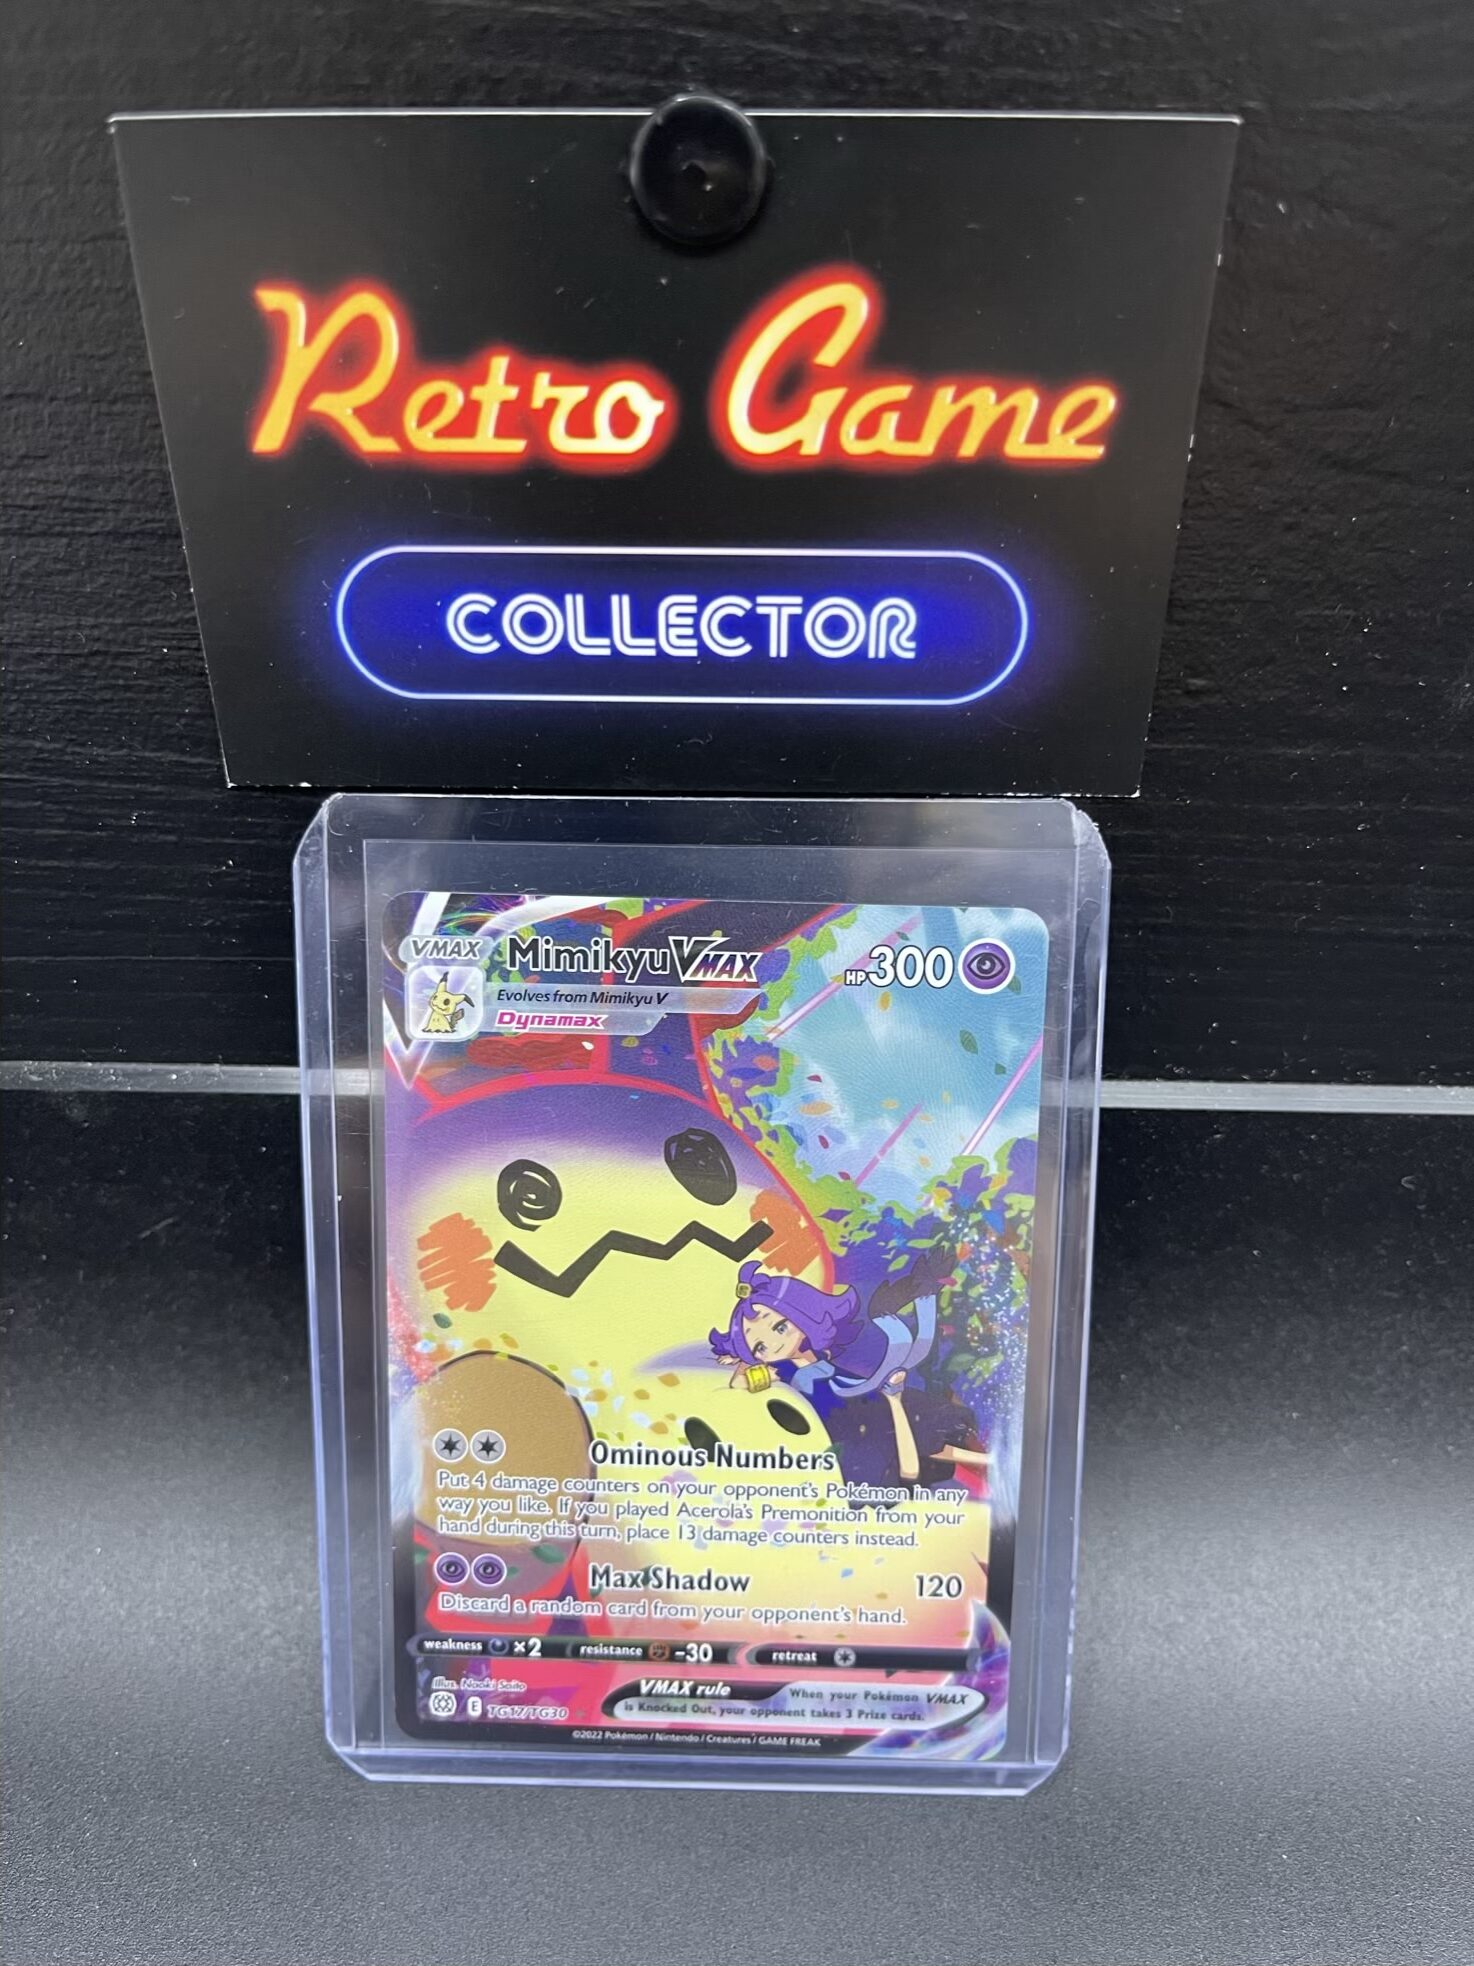 Retro Game
COLLECTOR
VMAX Mimikyu VMAX HP 300
Evolves from Mimikyu V
Dynamax
Ominous Numbers
Put 4 damage counters on your opponent's Pokémon in any
way you like. If you played Acerola's Premonition from your
hand during this turn, place 13 damage counters instead.
Max Shadow 120
Discard a random card from your opponent's hand.
weakness ×2 resistance -30 retreat
Illus. Naoki Saito
E TG17/TG30
VMAX rule When your Pokémon VMAX
is Knocked Out, your opponent takes 3 Prize cards.
©2022 Pokémon / Nintendo / Creatures / GAME FREAK